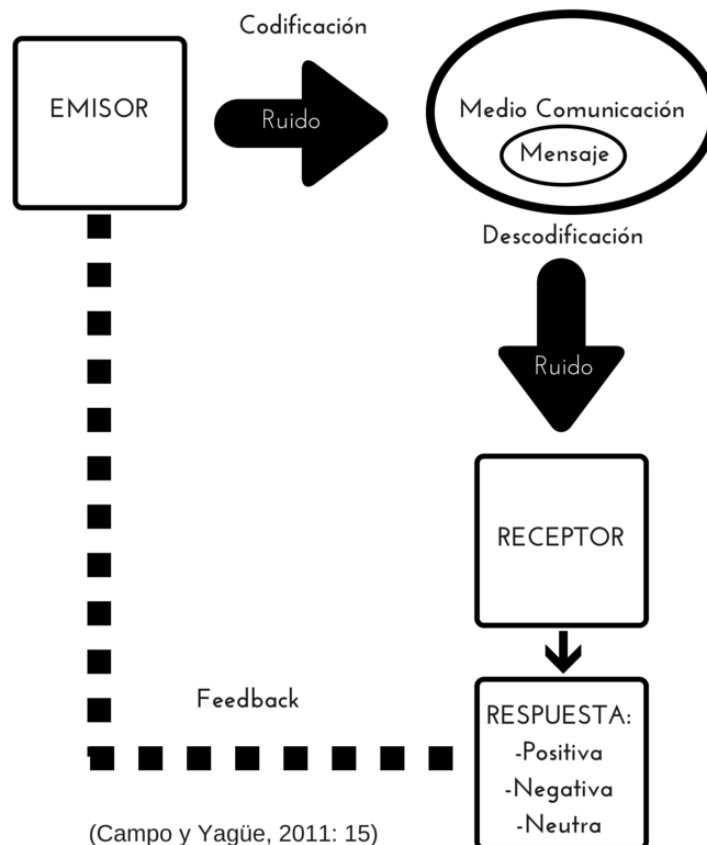 Codificación
EMISOR
Ruido
Medio Comunicación
Mensaje
Descodificación
Ruido
RECEPTOR
Feedback
RESPUESTA:
-Positiva
-Negativa
-Neutra
(Campo y Yagüe, 2011: 15)